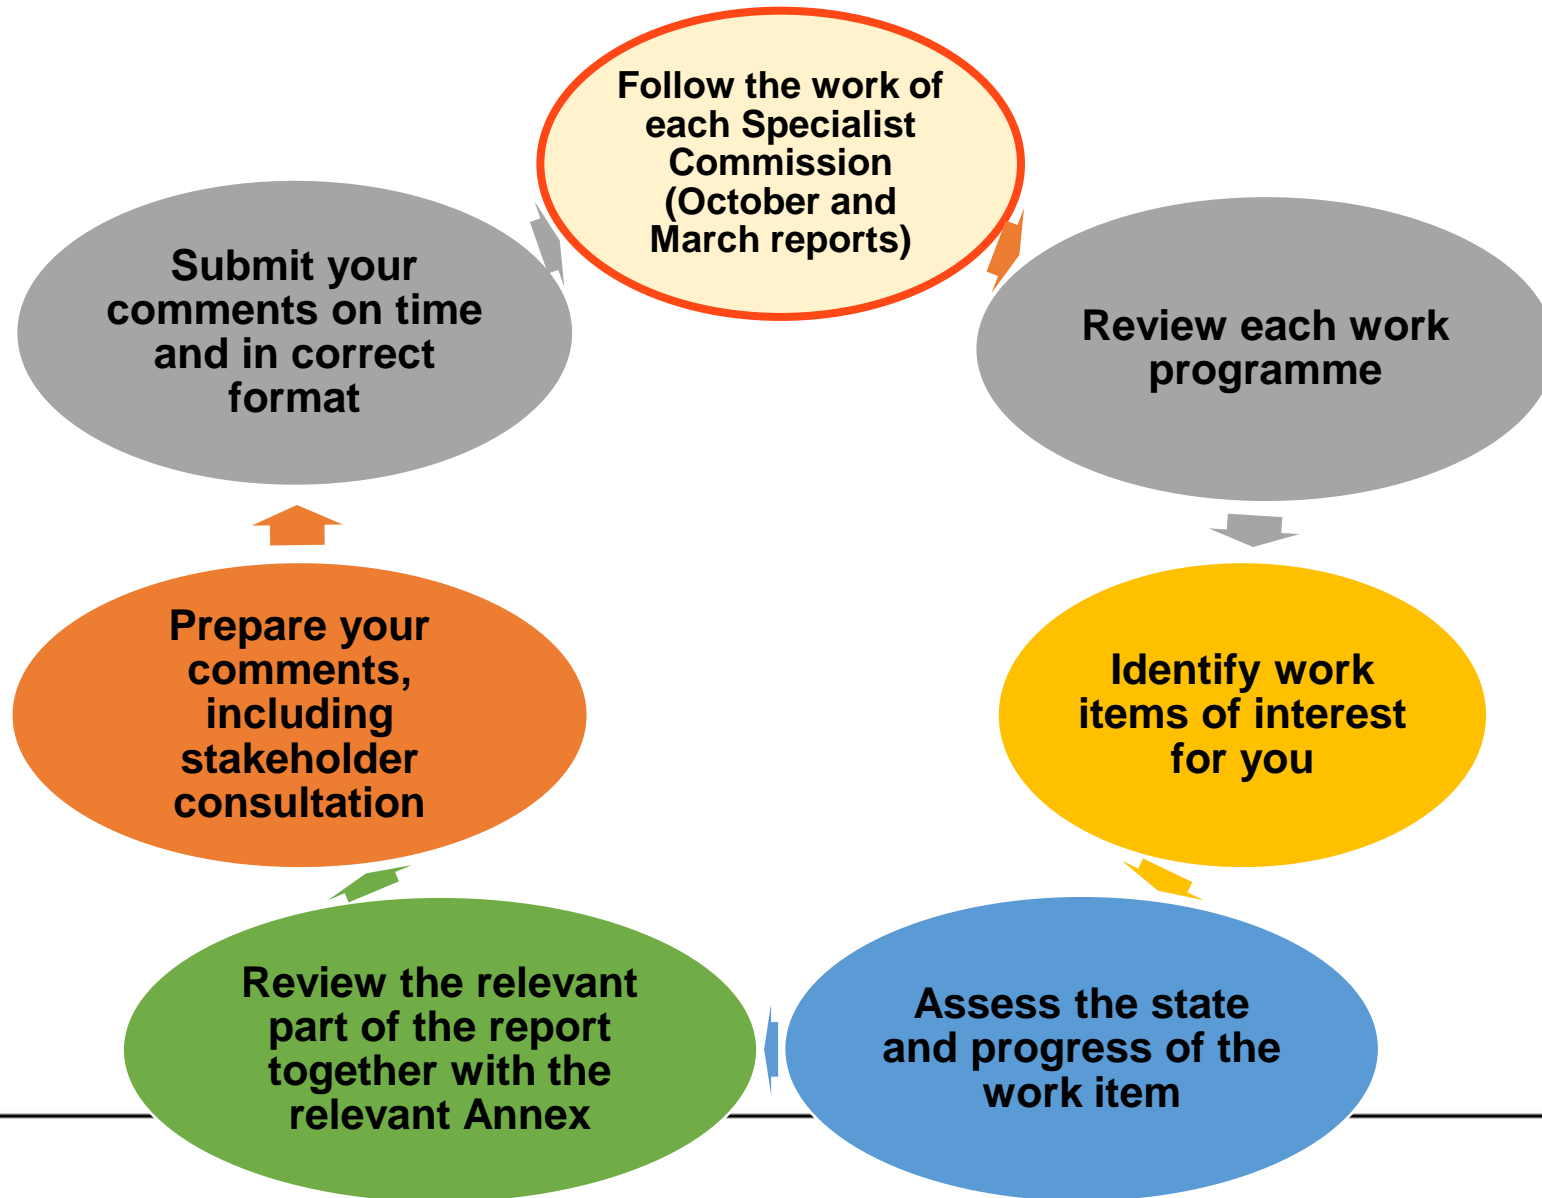 Follow the work of
each Specialist
Commission
(October and
March reports)
Review each work
programme
Identify work
items of interest
for you
Assess the state
and progress of the
work item
Review the relevant
part of the report
together with the
relevant Annex
Prepare your
comments,
including
stakeholder
consultation
Submit your
comments on time
and in correct
format